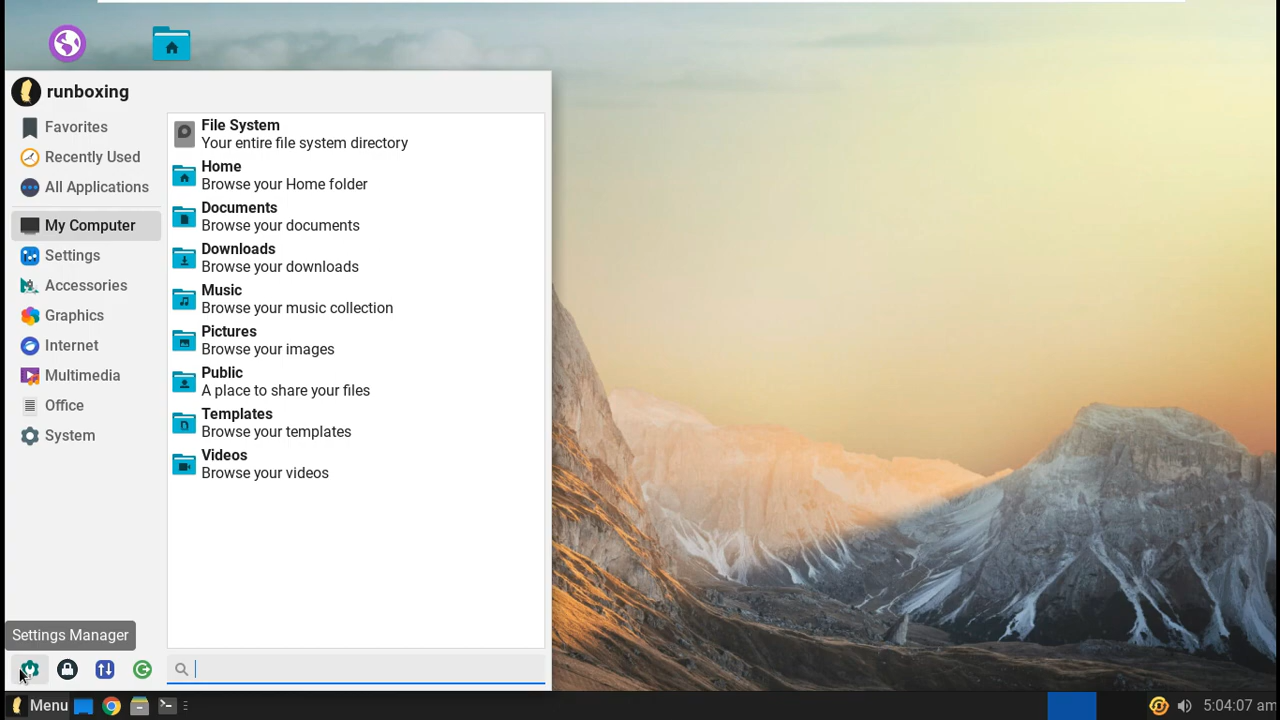 runboxing
Favorites
Recently Used
All Applications
My Computer
Settings
Accessories
Graphics
Internet
Multimedia
Office
System
File System
Your entire file system directory
Home
Browse your Home folder
Documents
Browse your documents
Downloads
Browse your downloads
Music
Browse your music collection
Pictures
Browse your images
Public
A place to share your files
Templates
Browse your templates
Videos
Browse your videos
Settings Manager
Menu
5:04:07 am